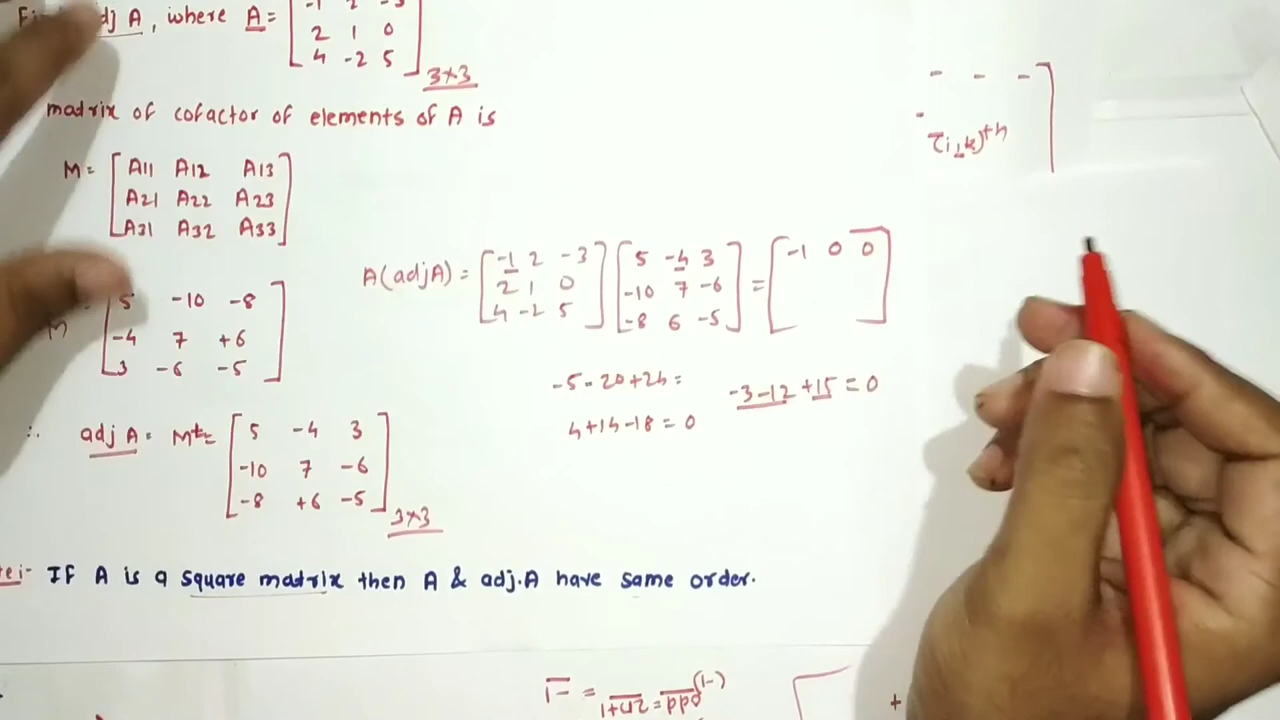 adj A, where A = [ -1 2 -3
2 1 0
4 -2 5 ] 3×3
matrix of cofactor of elements of A is
M = [ A11 A12 A13
A21 A22 A23
A31 A32 A33 ]
A(adjA) = [ -1 2 -3 ] [ 5 -4 3 ] = [ -1 0 0 ]
2 1 0 -10 7 -6
4 -2 5 -8 6 -5
M = [ 5 -10 -8
-4 7 +6
3 -6 -5 ]
-5-20+24=
-3-12+15=0
4+14-18=0
∴ adj A = Mt = [ 5 -4 3
-10 7 -6
-8 +6 -5 ] 3×3
If A is a square matrix then A & adj.A have same order.
- - -
-